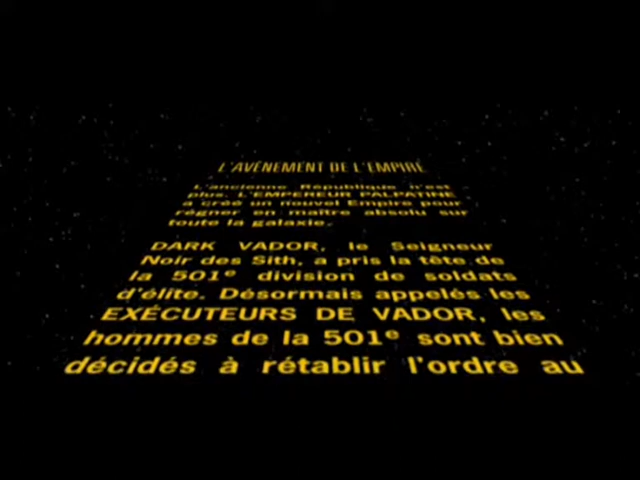 L'AVÉNEMENT DE L'EMPIRE
L'ancienne République n'est
plus. L'EMPEREUR PALPATINE
a créé un nouvel Empire pour
régner en maître absolu sur
toute la galaxie.
DARK VADOR, le Seigneur
Noir des Sith, a pris la tête de
la 501e division de soldats
d'élite. Désormais appelés les
EXÉCUTEURS DE VADOR, les
hommes de la 501e sont bien
décidés à rétablir l'ordre au